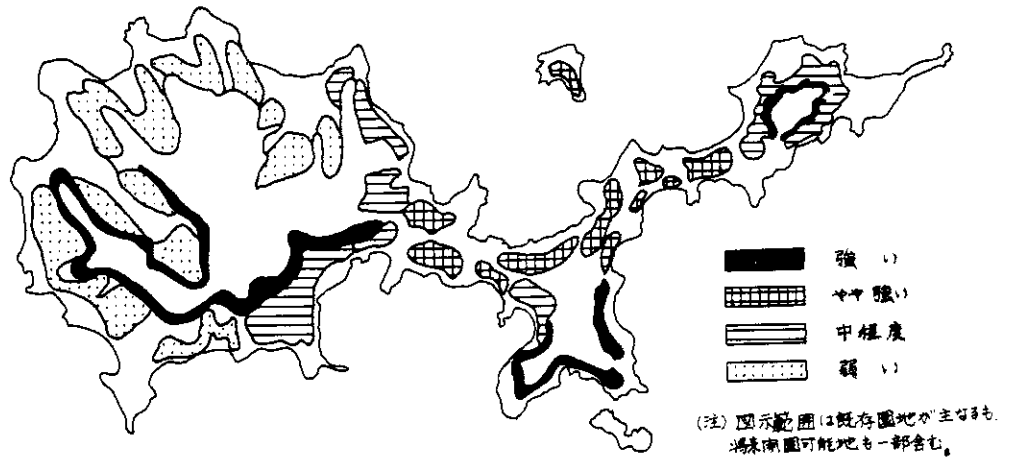 強い
やや強い
中程度
弱い
(注) 図示範囲は既存園地が主なるも、
将来開園可能地も一部含む。